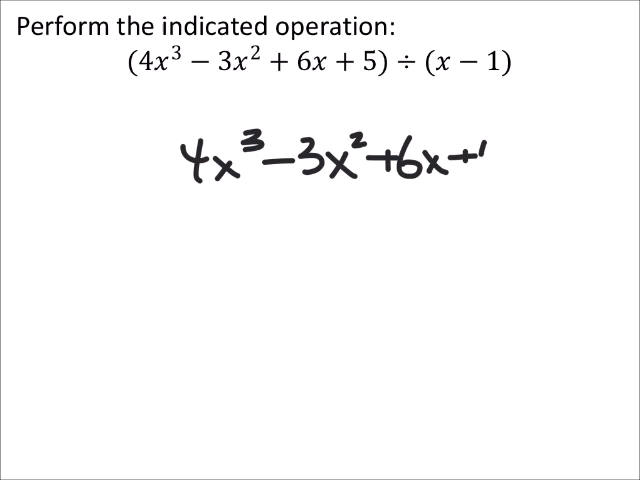 Perform the indicated operation:
(4x³ − 3x² + 6x + 5) ÷ (x − 1)
4x³−3x²+6x+